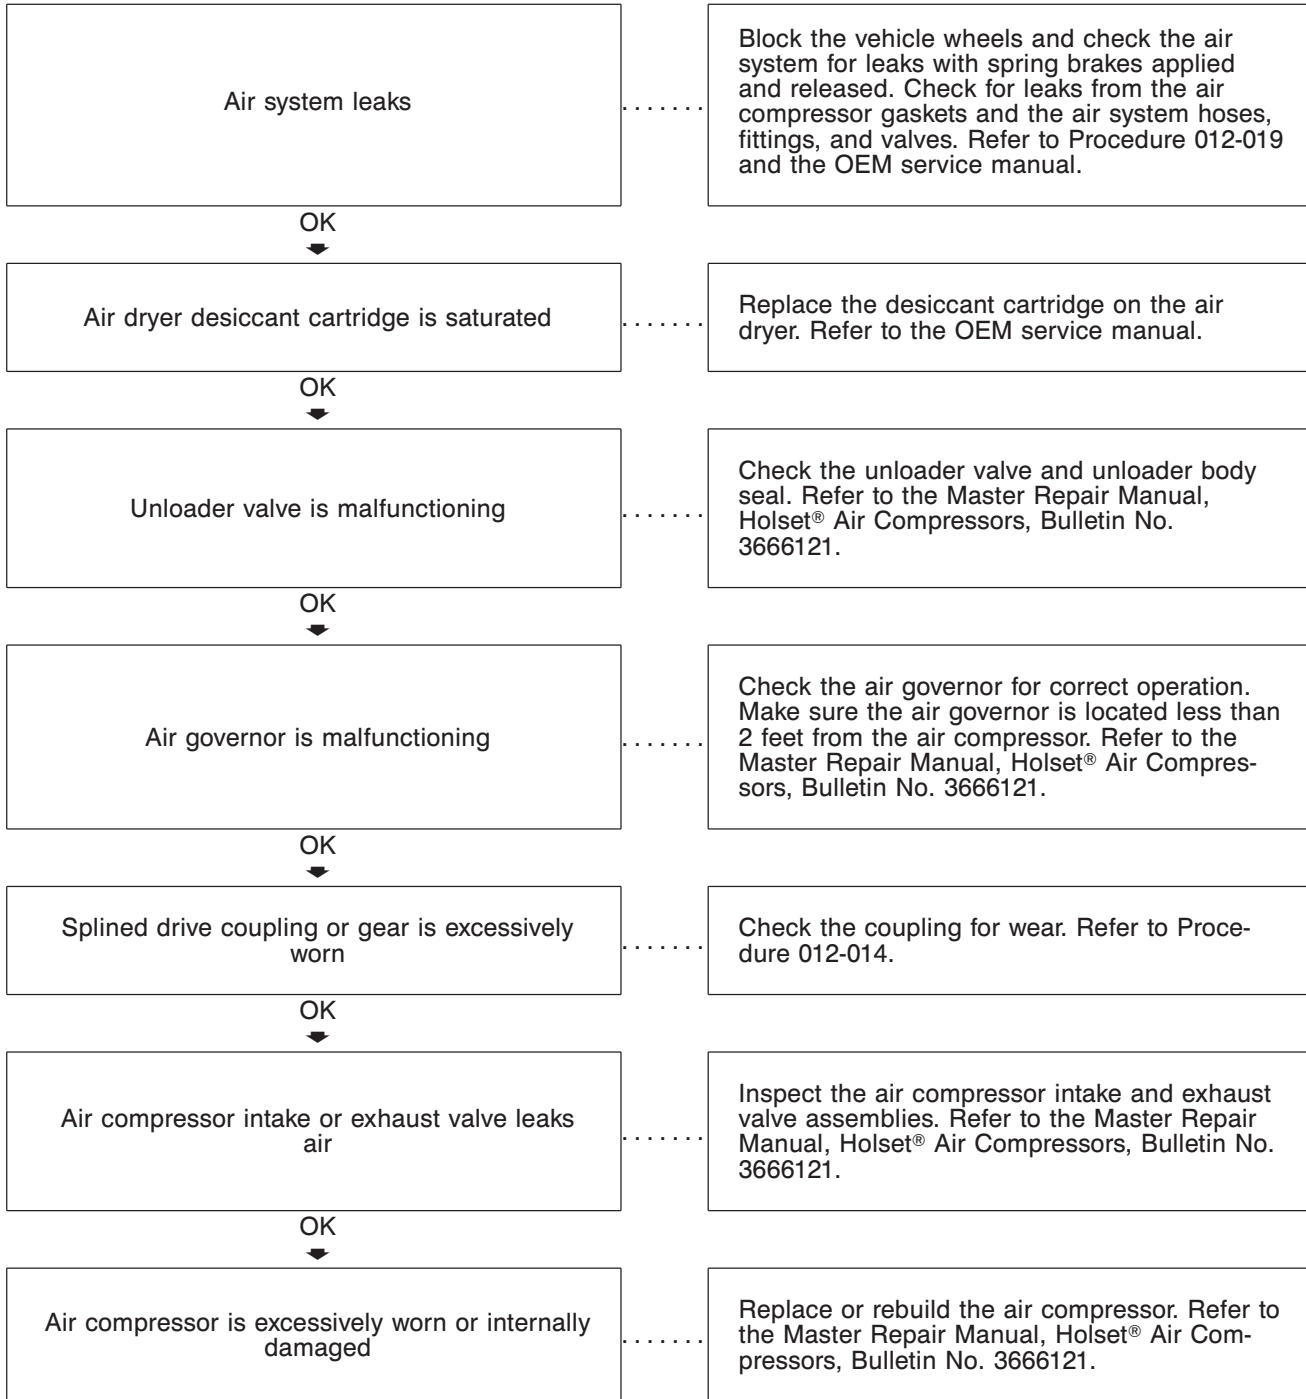 Air system leaks
. . . . . . .
Block the vehicle wheels and check the air
system for leaks with spring brakes applied
and released. Check for leaks from the air
compressor gaskets and the air system hoses,
fittings, and valves. Refer to Procedure 012-019
and the OEM service manual.
OK
Air dryer desiccant cartridge is saturated
. . . . . . .
Replace the desiccant cartridge on the air
dryer. Refer to the OEM service manual.
OK
Unloader valve is malfunctioning
. . . . . . .
Check the unloader valve and unloader body
seal. Refer to the Master Repair Manual,
Holset® Air Compressors, Bulletin No.
3666121.
OK
Air governor is malfunctioning
. . . . . . .
Check the air governor for correct operation.
Make sure the air governor is located less than
2 feet from the air compressor. Refer to the
Master Repair Manual, Holset® Air Compres-
sors, Bulletin No. 3666121.
OK
Splined drive coupling or gear is excessively
worn
. . . . . . .
Check the coupling for wear. Refer to Proce-
dure 012-014.
OK
Air compressor intake or exhaust valve leaks
air
. . . . . . .
Inspect the air compressor intake and exhaust
valve assemblies. Refer to the Master Repair
Manual, Holset® Air Compressors, Bulletin No.
3666121.
OK
Air compressor is excessively worn or internally
damaged
. . . . . . .
Replace or rebuild the air compressor. Refer to
the Master Repair Manual, Holset® Air Com-
pressors, Bulletin No. 3666121.